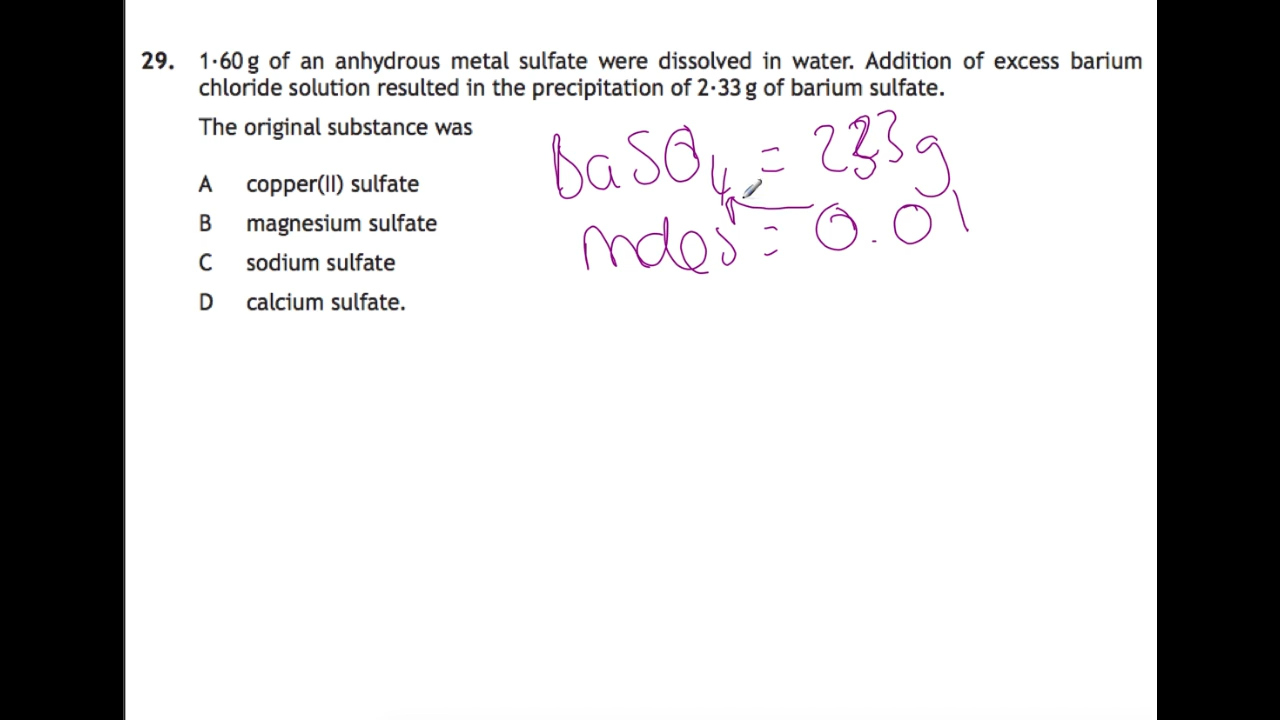 29. 1·60 g of an anhydrous metal sulfate were dissolved in water. Addition of excess barium
chloride solution resulted in the precipitation of 2·33 g of barium sulfate.
The original substance was
BaSO4 = 233g
A copper(II) sulfate
B magnesium sulfate
moles = 0.01
C sodium sulfate
D calcium sulfate.